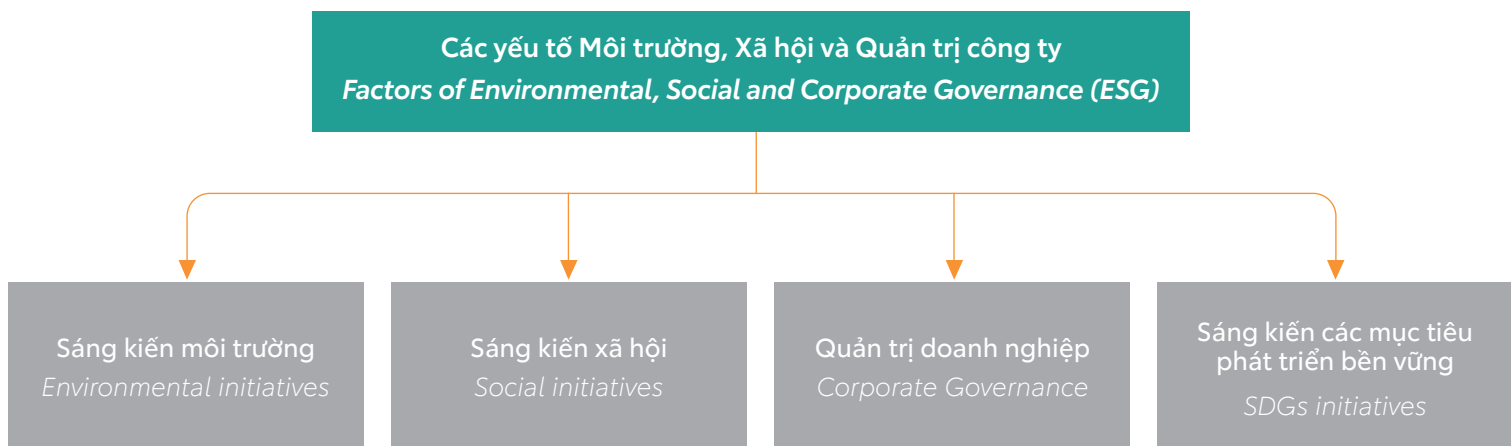 Các yếu tố Môi trường, Xã hội và Quản trị công ty
Factors of Environmental, Social and Corporate Governance (ESG)
Sáng kiến môi trường
Environmental initiatives
Sáng kiến xã hội
Social initiatives
Quản trị doanh nghiệp
Corporate Governance
Sáng kiến các mục tiêu
phát triển bền vững
SDGs initiatives